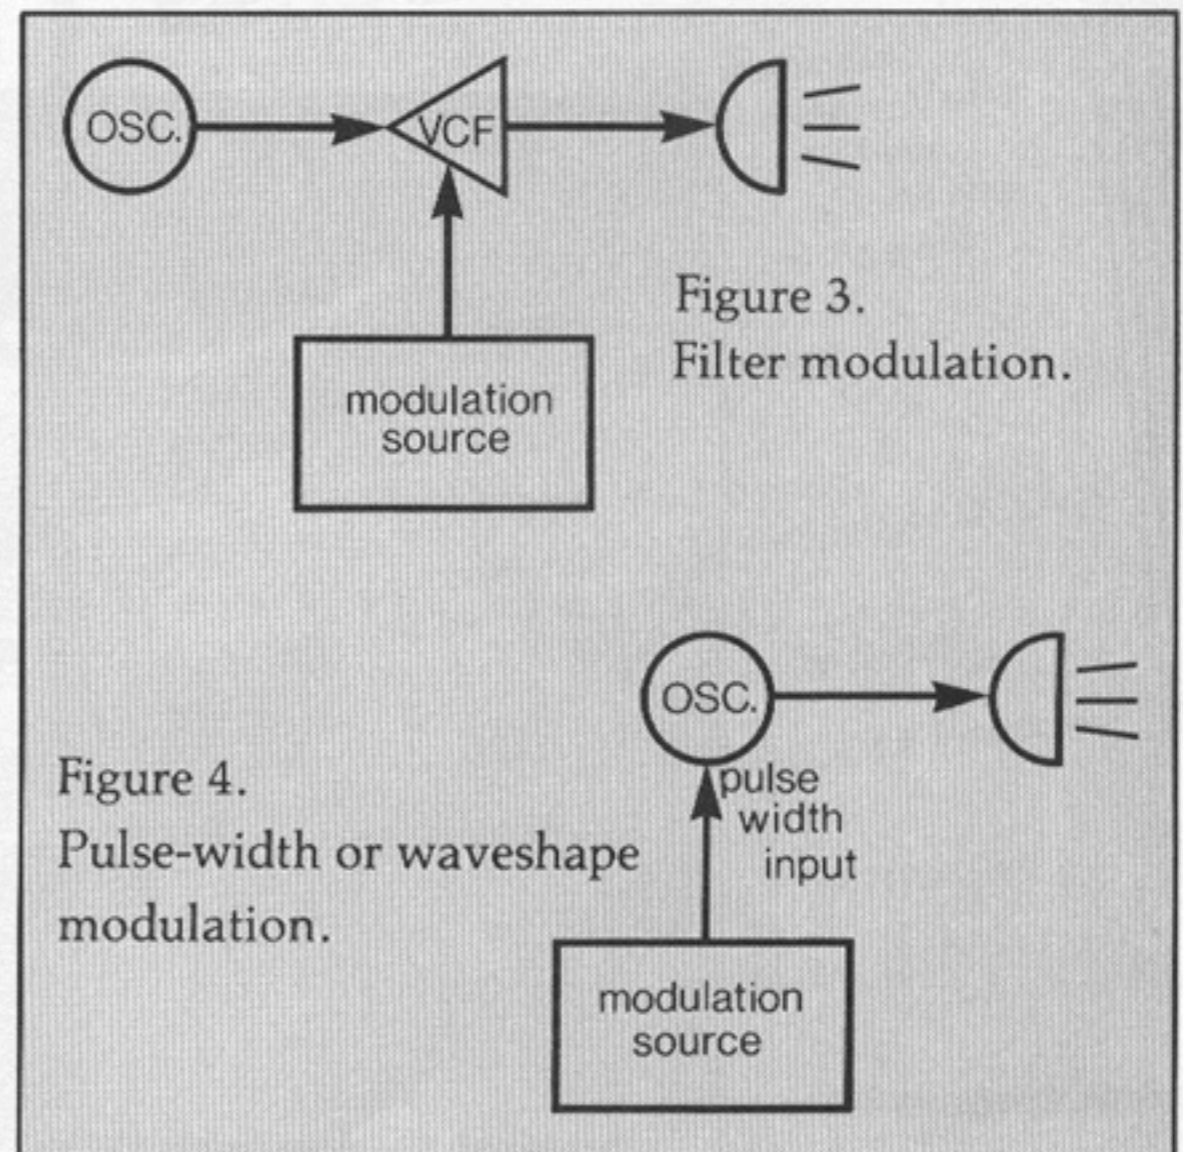 OSC.
VCF
Figure 3.
Filter modulation.
modulation
source
OSC.
pulse
width
input
Figure 4.
Pulse-width or waveshape
modulation.
modulation
source